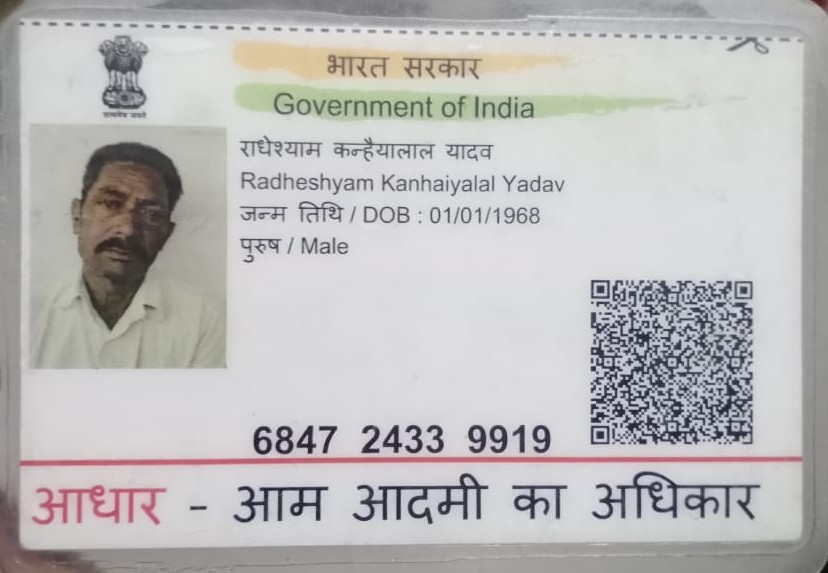 भारत सरकार
Government of India
सत्यमेव जयते
राधेश्याम कन्हैयालाल यादव
Radheshyam Kanhaiyalal Yadav
जन्म तिथि / DOB : 01/01/1968
पुरुष / Male
6847 2433 9919
आधार - आम आदमी का अधिकार